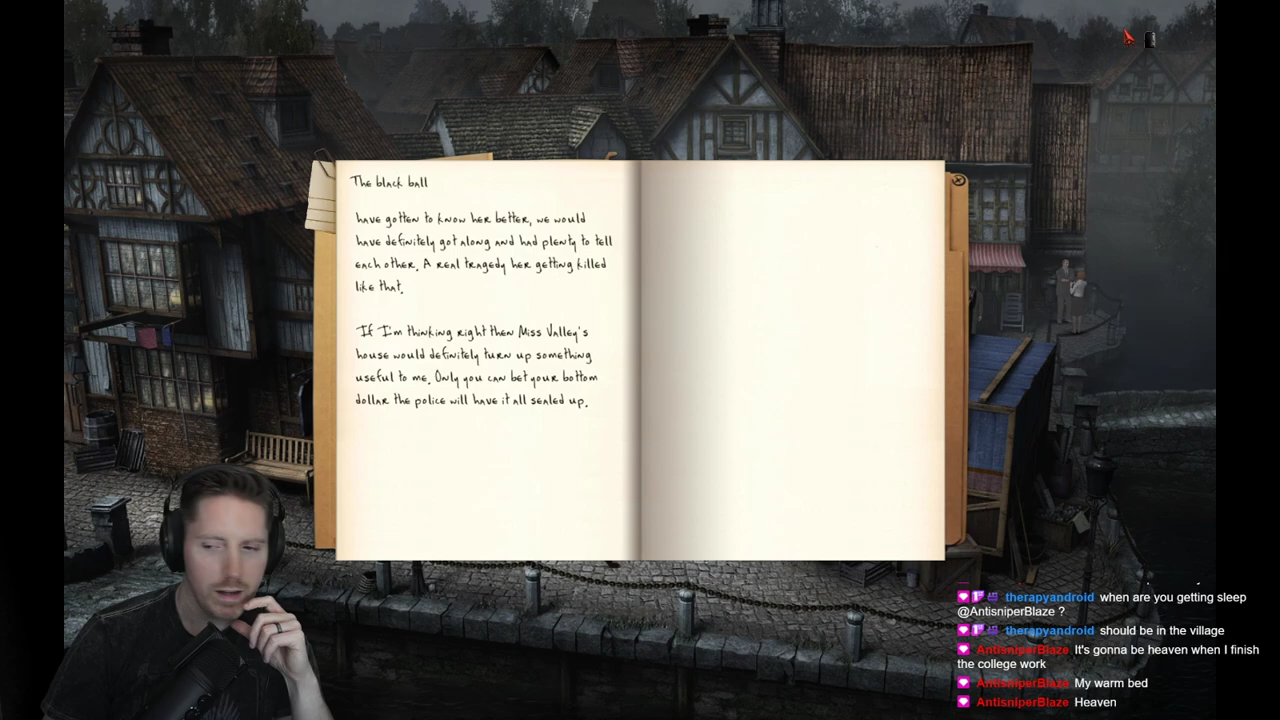 The black ball
have gotten to know her better, we would
have definitely got along and had plenty to tell
each other. A real tragedy her getting killed
like that.
If I'm thinking right then Miss Valley's
house would definitely turn up something
useful to me. Only you can bet your bottom
dollar the police will have it all sealed up.
therapyandroid when are you getting sleep
@AntisniperBlaze ?
therapyandroid should be in the village
AntisniperBlaze It's gonna be heaven when I finish
the college work
AntisniperBlaze My warm bed
AntisniperBlaze Heaven